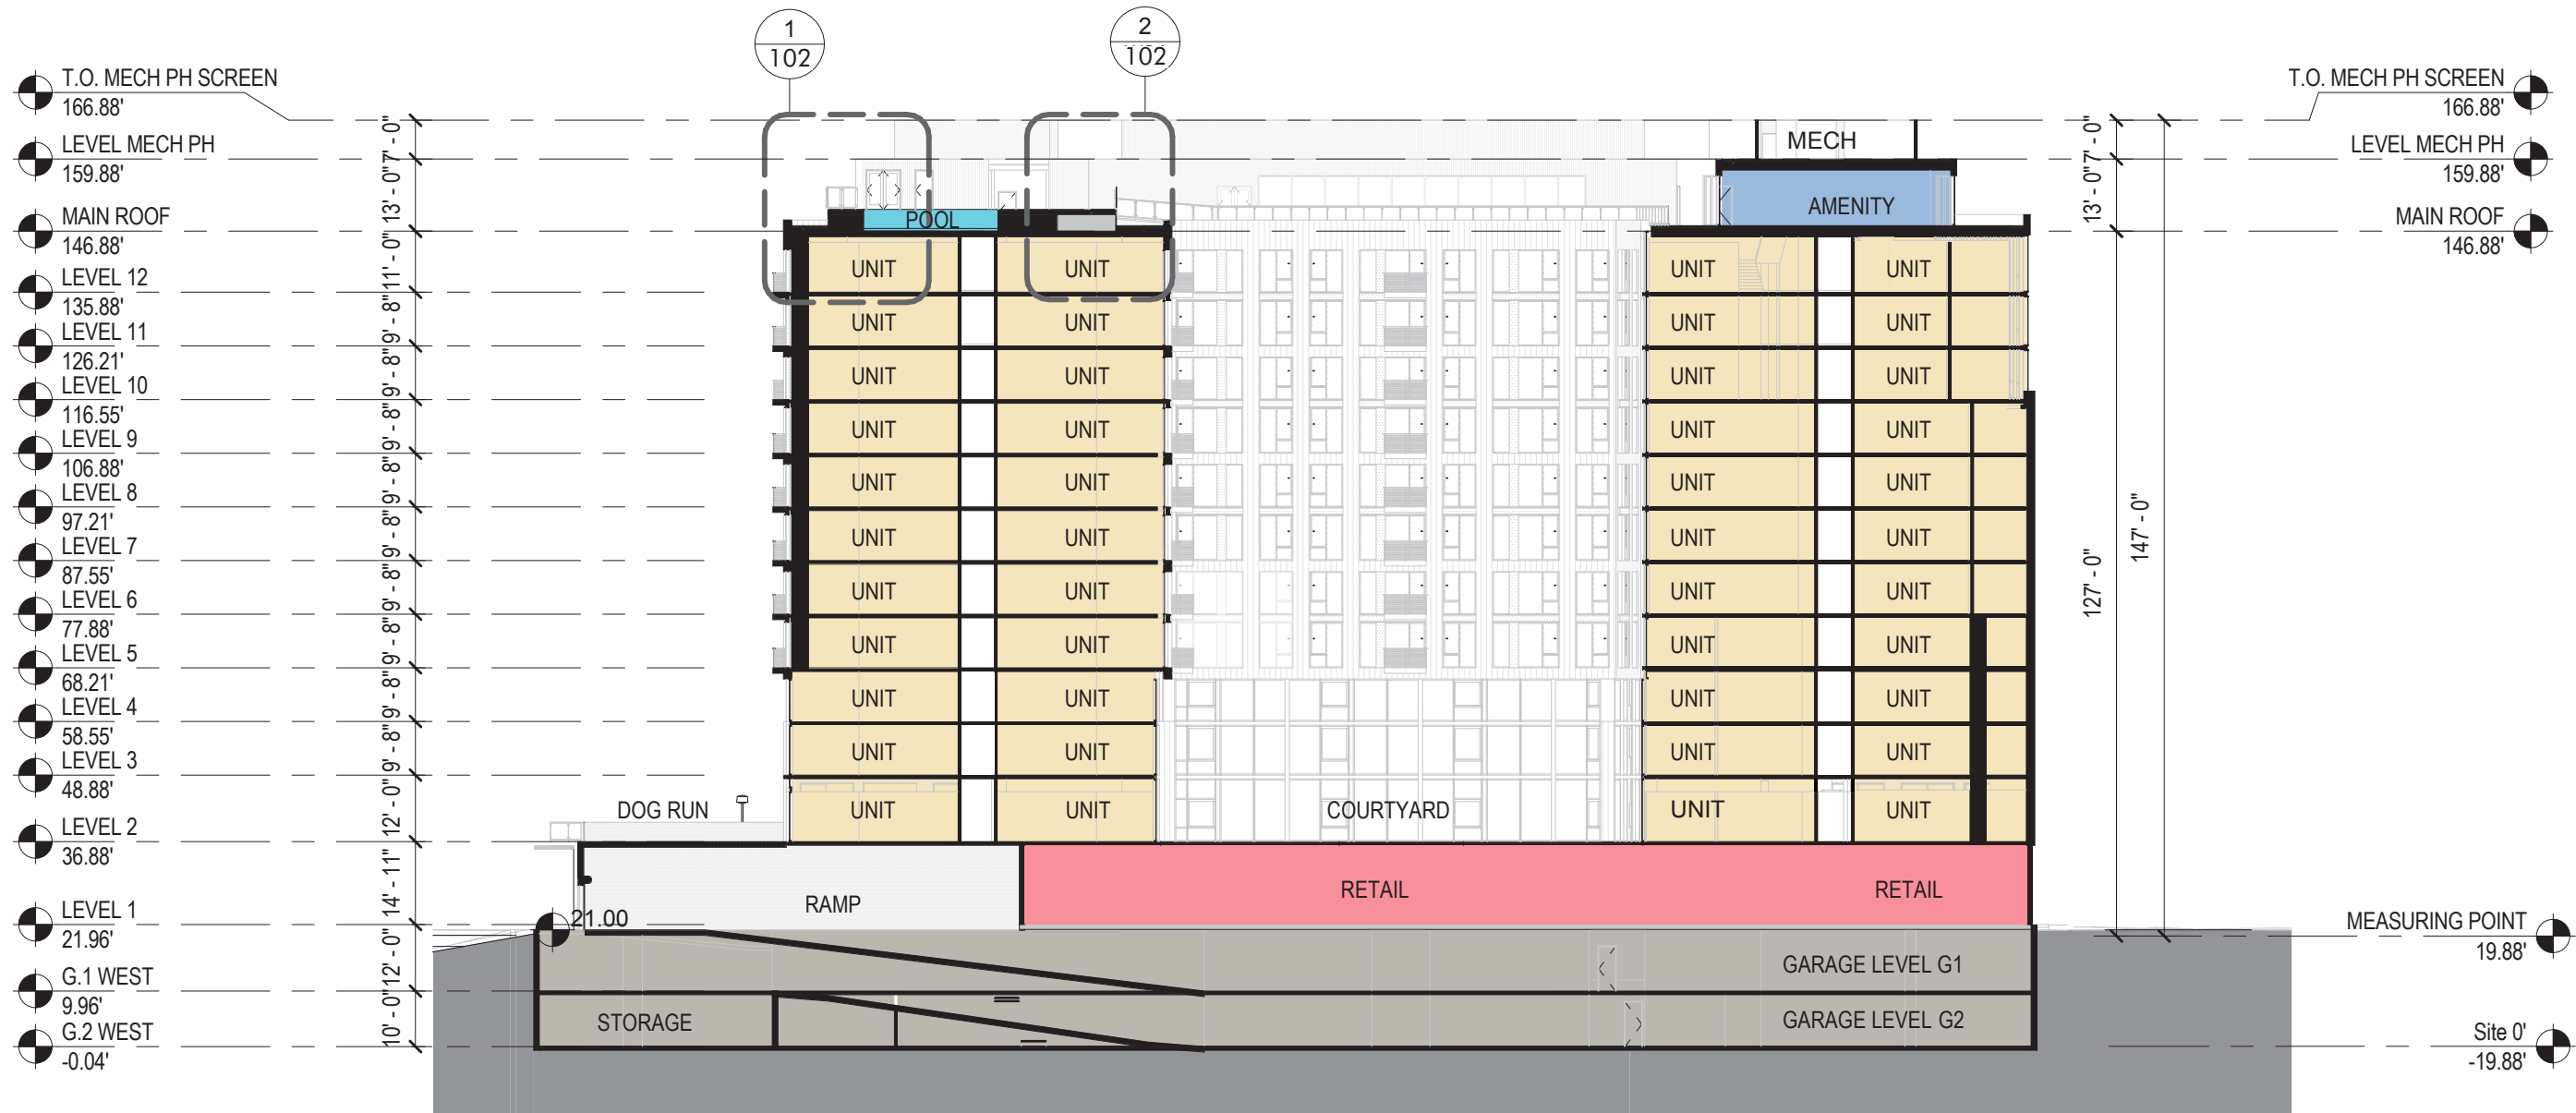 1
102
2
102
T.O. MECH PH SCREEN
166.88'
LEVEL MECH PH
159.88'
MAIN ROOF
146.88'
LEVEL 12
135.88'
LEVEL 11
126.21'
LEVEL 10
116.55'
LEVEL 9
106.88'
LEVEL 8
97.21'
LEVEL 7
87.55'
LEVEL 6
77.88'
LEVEL 5
68.21'
LEVEL 4
58.55'
LEVEL 3
48.88'
LEVEL 2
36.88'
LEVEL 1
21.96'
G.1 WEST
9.96'
G.2 WEST
-0.04'
7' - 0"
13' - 0"
11' - 0"
9' - 8"
9' - 8"
9' - 8"
9' - 8"
9' - 8"
9' - 8"
9' - 8"
9' - 8"
9' - 8"
12' - 0"
14' - 11"
12' - 0"
10' - 0"
MECH
POOL
AMENITY
UNIT UNIT UNIT UNIT
UNIT UNIT UNIT UNIT
UNIT UNIT UNIT UNIT
UNIT UNIT UNIT UNIT
UNIT UNIT UNIT UNIT
UNIT UNIT UNIT UNIT
UNIT UNIT UNIT UNIT
UNIT UNIT UNIT UNIT
UNIT UNIT UNIT UNIT
UNIT UNIT UNIT UNIT
DOG RUN UNIT UNIT COURTYARD UNIT UNIT
RAMP RETAIL RETAIL
21.00
GARAGE LEVEL G1
STORAGE GARAGE LEVEL G2
7' - 0"
13' - 0"
127' - 0"
147' - 0"
T.O. MECH PH SCREEN
166.88'
LEVEL MECH PH
159.88'
MAIN ROOF
146.88'
MEASURING POINT
19.88'
Site 0'
-19.88'